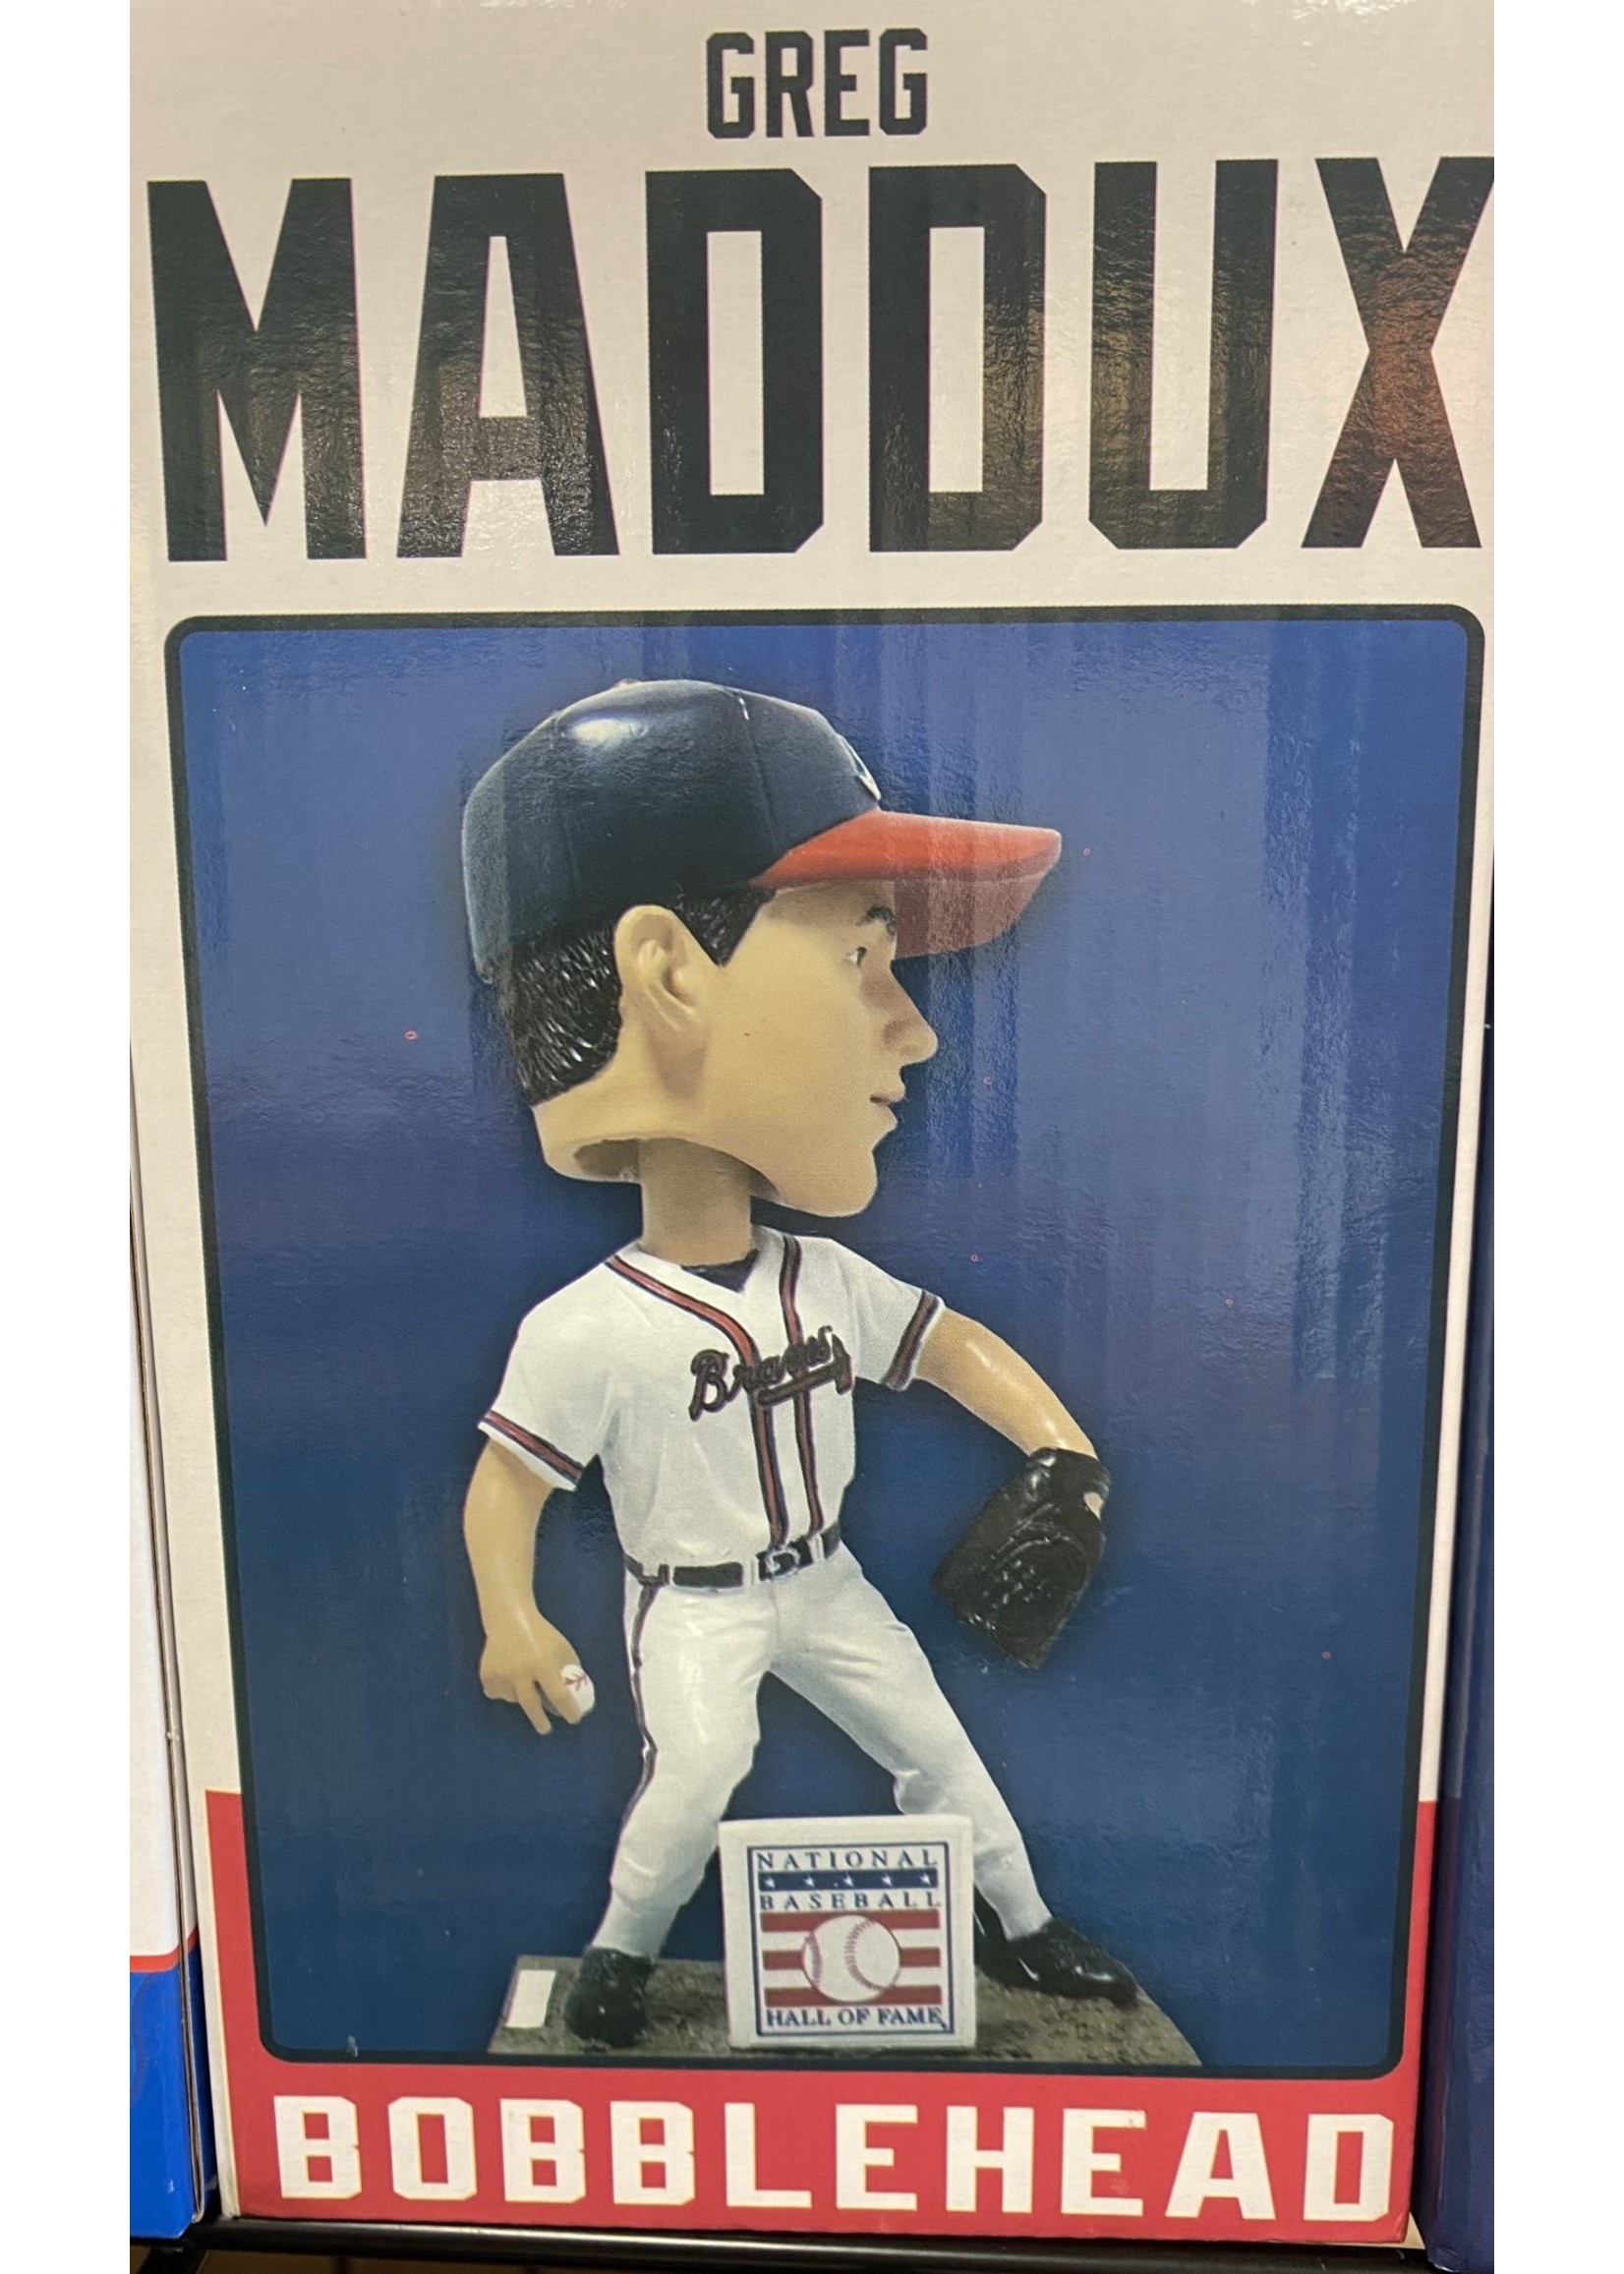 GREG
MADDUX
Braves
NATIONAL
BASEBALL
HALL OF FAME
BOBBLEHEAD